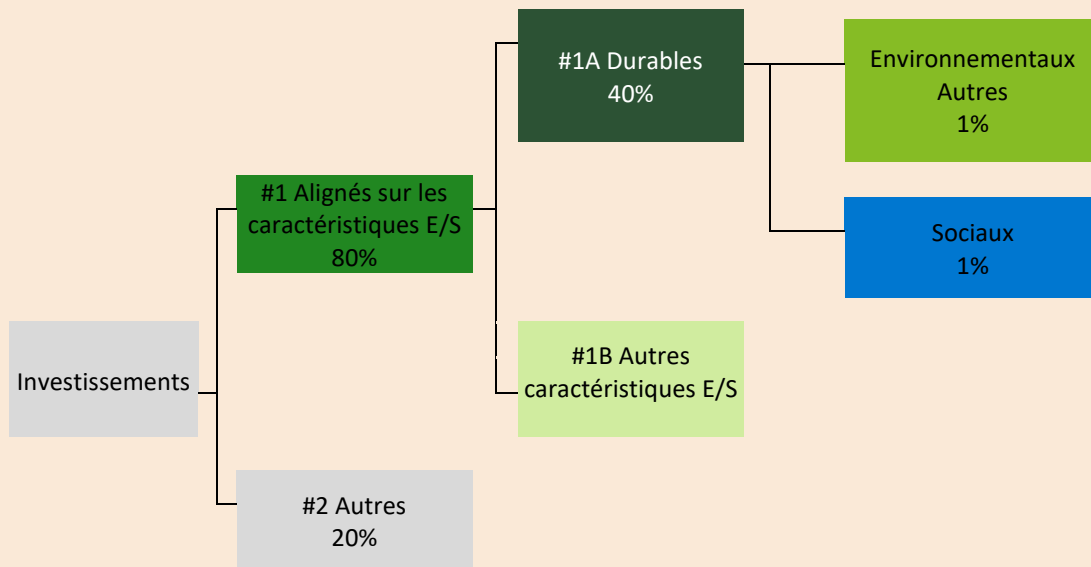 Investissements
#1 Alignés sur les
caractéristiques E/S
80%
#2 Autres
20%
#1A Durables
40%
#1B Autres
caractéristiques E/S
Environnementaux
Autres
1%
Sociaux
1%